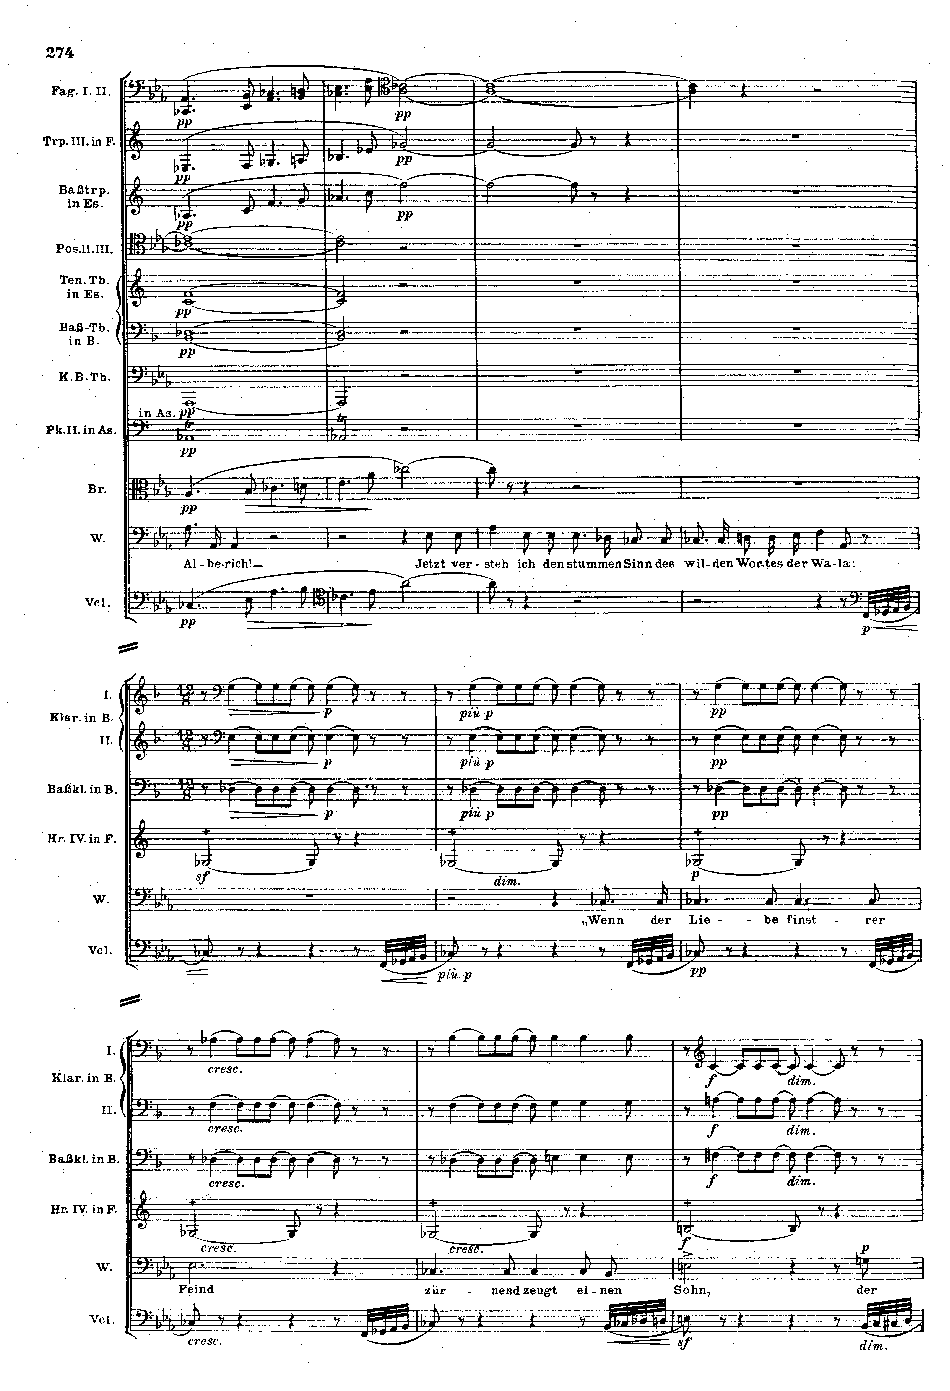 274
Fag. I. II.
pp
pp
Trp. III. in F.
pp
pp
Baßtrp.
in Es.
pp
pp
Pos. II. III.
Ten. Tb.
in Es.
pp
Baß-Tb.
in B.
pp
K. B. Tb.
in As. pp
Pk. II. in As.
pp
Br.
pp
W.
Al-be-rich!— Jetzt ver-steh ich den stummen Sinn des wil-den Wor-tes der Wa-la:
Vcl.
pp
p
I.
Klar. in B.
p
più p
pp
II.
p
più p
pp
Baßkl. in B.
p
più p
pp
Hr. IV. in F.
sf
dim.
p
W.
„Wenn der Lie - - be finst - rer
Vcl.
più p
pp
I.
Klar. in B.
cresc.
f
dim.
II.
cresc.
f
dim.
Baßkl. in B.
cresc.
f
dim.
Hr. IV. in F.
cresc.
cresc.
f
W.
p
Feind zür - nend zeugt ei-nen Sohn, der
Vcl.
cresc.
sf
dim.